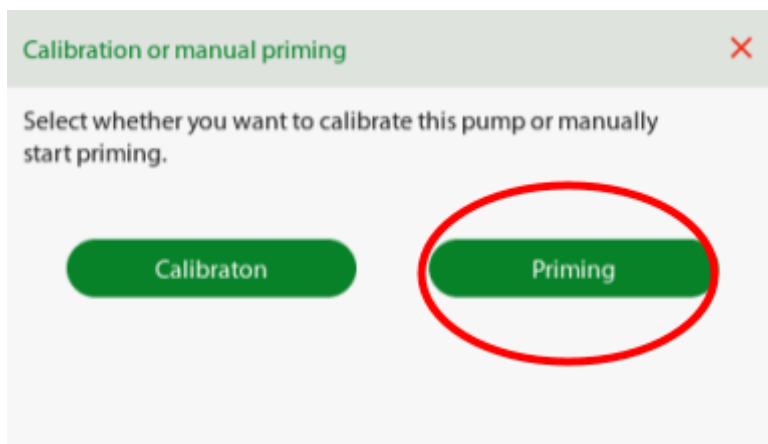 Calibration or manual priming
Select whether you want to calibrate this pump or manually
start priming.
Calibraton
Priming